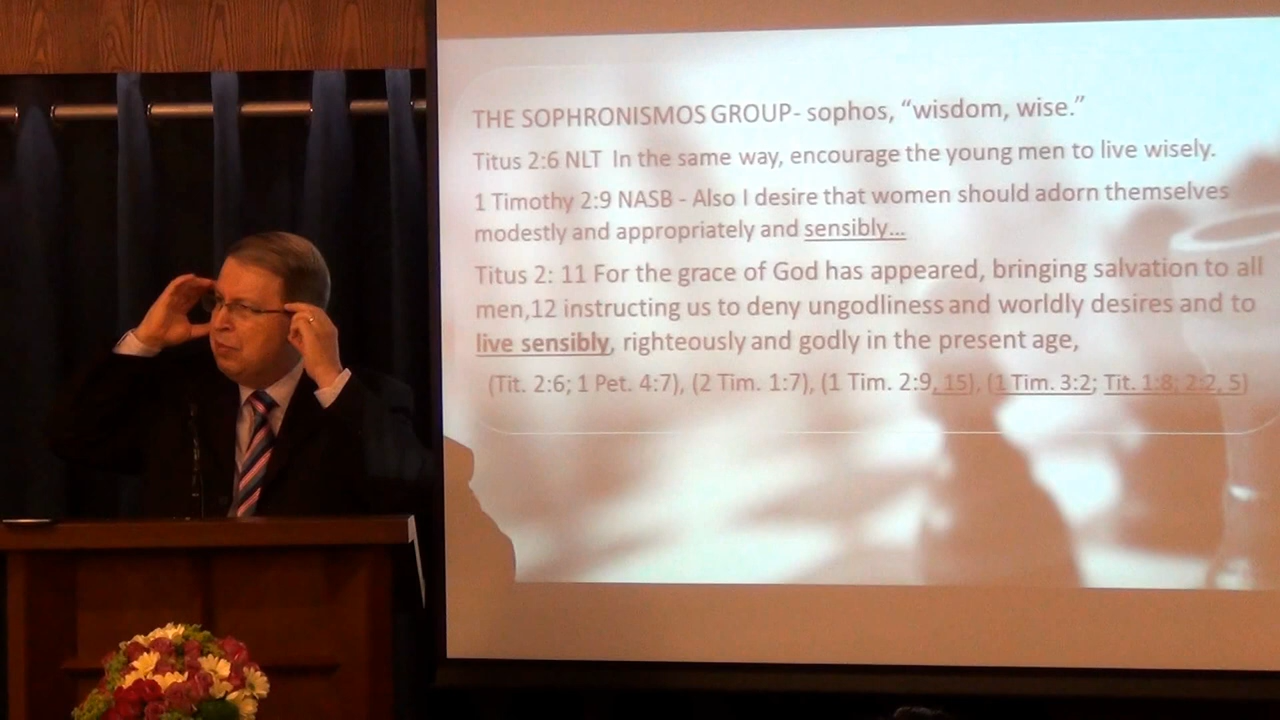 THE SOPHRONISMOS GROUP- sophos, “wisdom, wise.”
Titus 2:6 NLT In the same way, encourage the young men to live wisely.
1 Timothy 2:9 NASB - Also I desire that women should adorn themselves
modestly and appropriately and sensibly...
Titus 2: 11 For the grace of God has appeared, bringing salvation to all
men,12 instructing us to deny ungodliness and worldly desires and to
live sensibly, righteously and godly in the present age,
(Tit. 2:6; 1 Pet. 4:7), (2 Tim. 1:7), (1 Tim. 2:9, 15), (1 Tim. 3:2; Tit. 1:8; 2:2, 5)